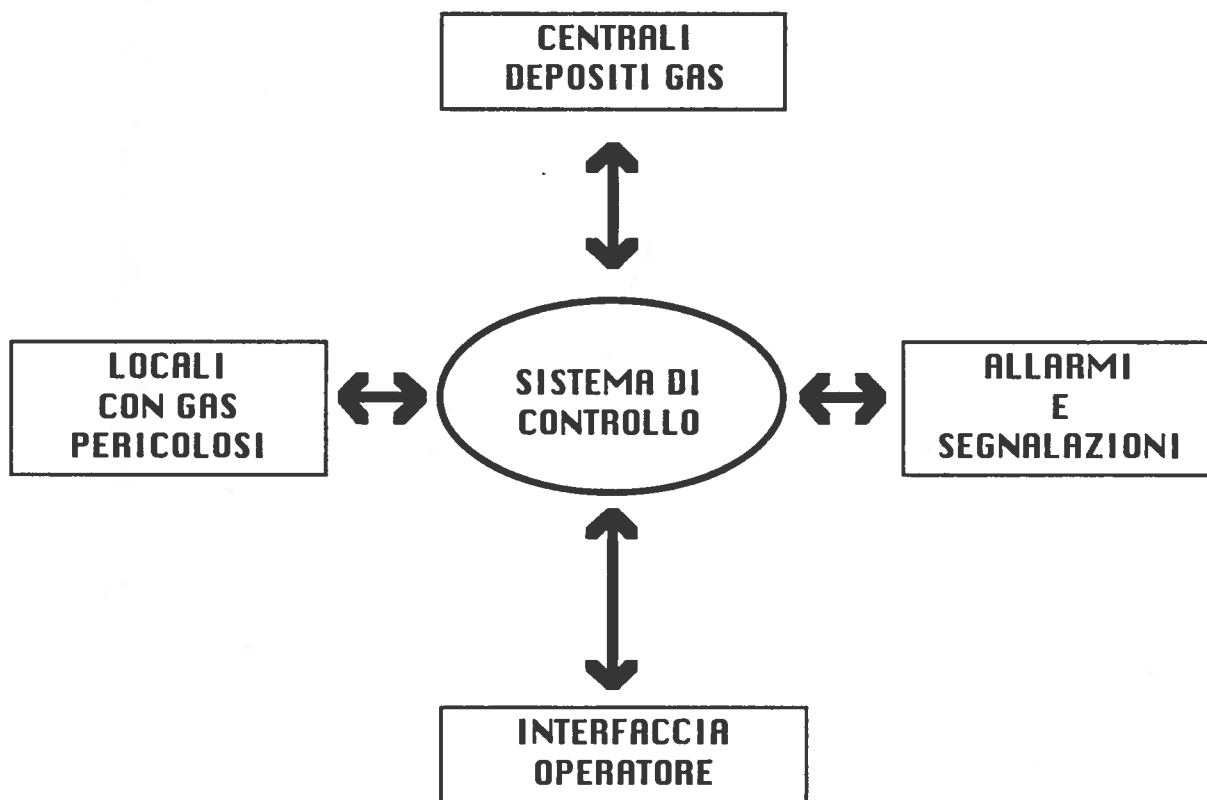 CENTRALI
DEPOSITI GAS
LOCALI
CON GAS
PERICOLOSI
SISTEMA DI
CONTROLLO
ALLARMI
E
SEGNALAZIONI
INTERFACCIA
OPERATORE